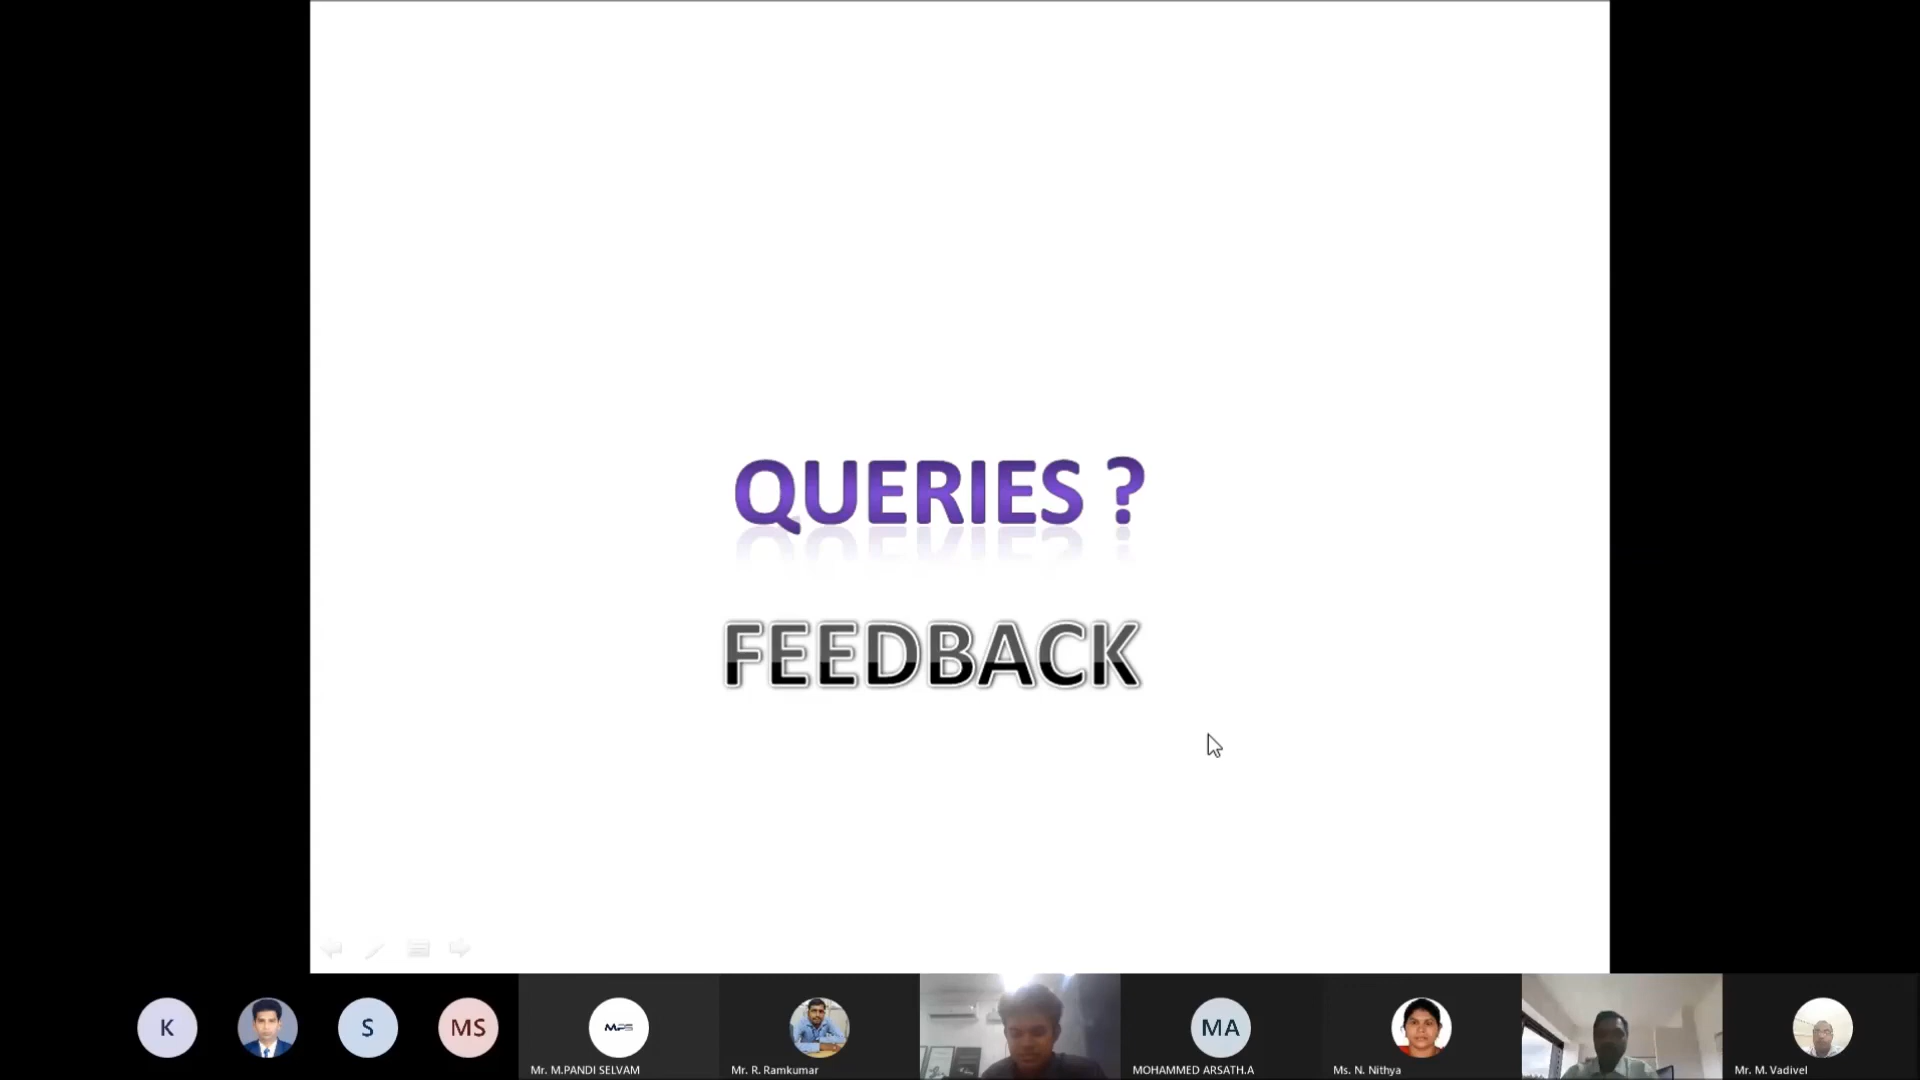 QUERIES ?
FEEDBACK
K
S
MS
MPS
MA
Mr. M.PANDI SELVAM
Mr. R. Ramkumar
MOHAMMED ARSATH.A
Ms. N. Nithya
Mr. M. Vadivel